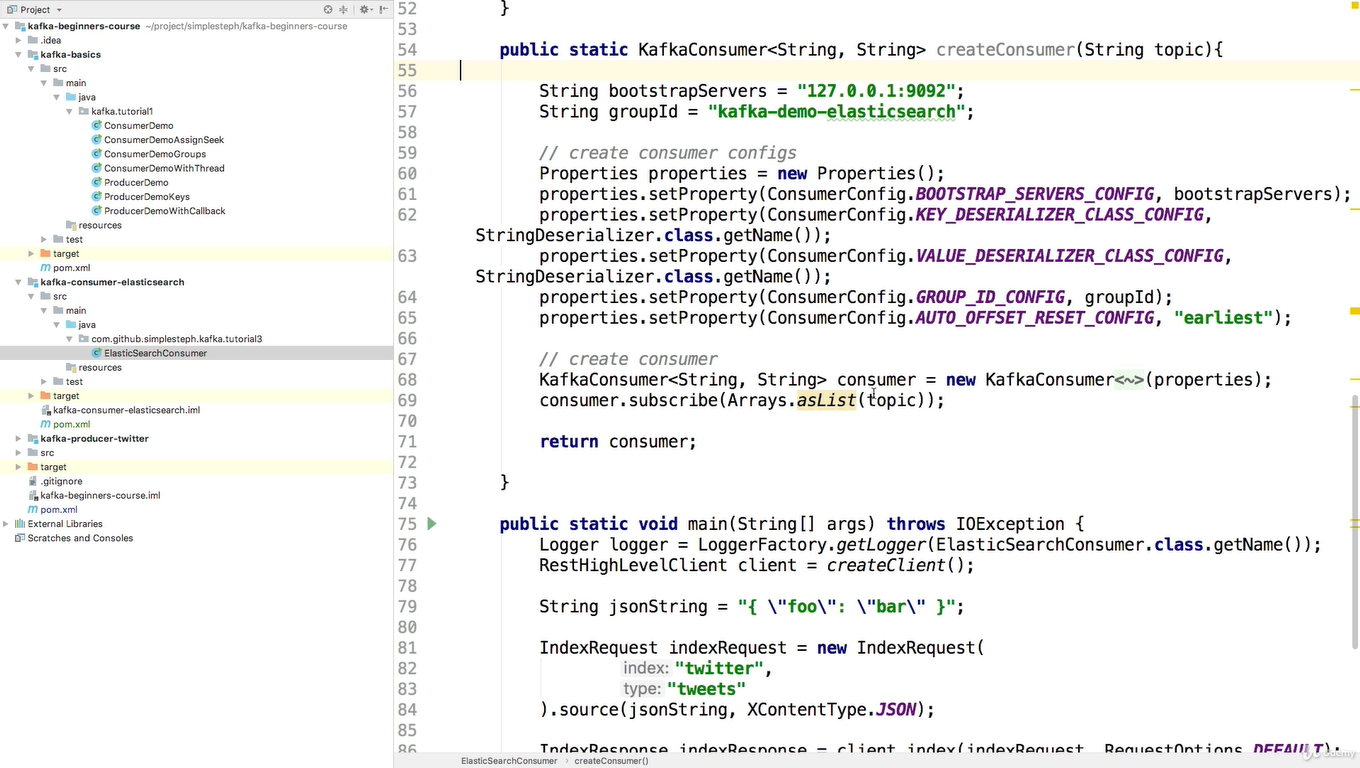 Project
kafka-beginners-course ~/project/simplesteph/kafka-beginners-course
.idea
kafka-basics
src
main
java
kafka.tutorial1
ConsumerDemo
ConsumerDemoAssignSeek
ConsumerDemoGroups
ConsumerDemoWithThread
ProducerDemo
ProducerDemoKeys
ProducerDemoWithCallback
resources
test
target
pom.xml
kafka-consumer-elasticsearch
src
main
java
com.github.simplesteph.kafka.tutorial3
ElasticSearchConsumer
resources
test
target
kafka-consumer-elasticsearch.iml
pom.xml
kafka-producer-twitter
src
target
.gitignore
kafka-beginners-course.iml
pom.xml
External Libraries
Scratches and Consoles
52 }
53
54 public static KafkaConsumer<String, String> createConsumer(String topic){
55
56 String bootstrapServers = "127.0.0.1:9092";
57 String groupId = "kafka-demo-elasticsearch";
58
59 // create consumer configs
60 Properties properties = new Properties();
61 properties.setProperty(ConsumerConfig.BOOTSTRAP_SERVERS_CONFIG, bootstrapServers);
62 properties.setProperty(ConsumerConfig.KEY_DESERIALIZER_CLASS_CONFIG,
StringDeserializer.class.getName());
63 properties.setProperty(ConsumerConfig.VALUE_DESERIALIZER_CLASS_CONFIG,
StringDeserializer.class.getName());
64 properties.setProperty(ConsumerConfig.GROUP_ID_CONFIG, groupId);
65 properties.setProperty(ConsumerConfig.AUTO_OFFSET_RESET_CONFIG, "earliest");
66
67 // create consumer
68 KafkaConsumer<String, String> consumer = new KafkaConsumer<~>(properties);
69 consumer.subscribe(Arrays.asList(topic));
70
71 return consumer;
72
73 }
74
75 public static void main(String[] args) throws IOException {
76 Logger logger = LoggerFactory.getLogger(ElasticSearchConsumer.class.getName());
77 RestHighLevelClient client = createClient();
78
79 String jsonString = "{ \"foo\": \"bar\" }";
80
81 IndexRequest indexRequest = new IndexRequest(
82 index: "twitter",
83 type: "tweets"
84 ).source(jsonString, XContentType.JSON);
85
86 IndexResponse indexResponse = client.index(indexRequest, RequestOptions.DEFAULT);
ElasticSearchConsumer › createConsumer()
Udemy